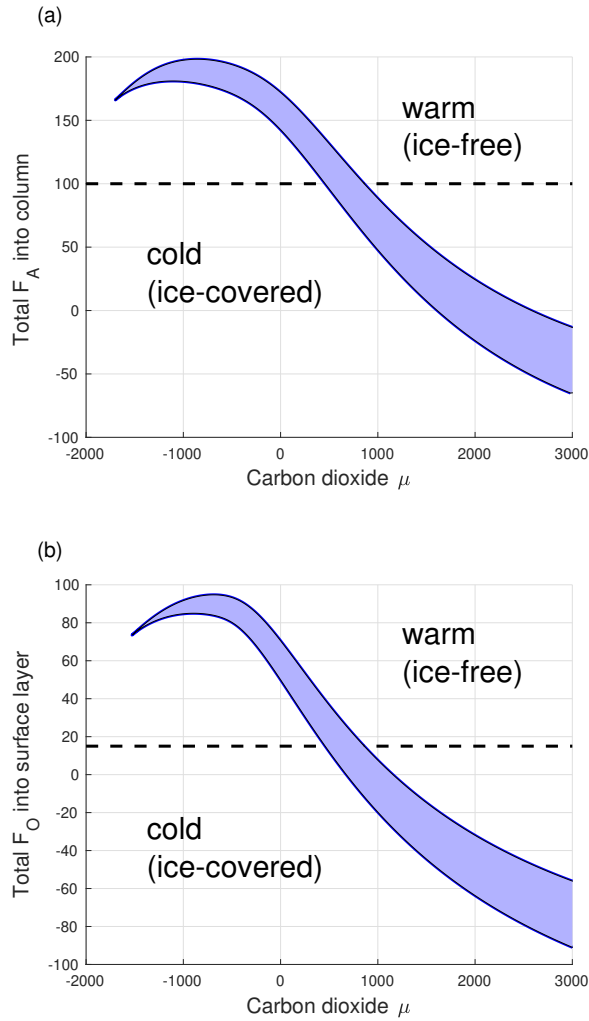 (a)
200
150
100
50
0
-50
-100
Total F_A into column
warm
(ice-free)
cold
(ice-covered)
-2000 -1000 0 1000 2000 3000
Carbon dioxide μ
(b)
100
80
60
40
20
0
-20
-40
-60
-80
-100
Total F_O into surface layer
warm
(ice-free)
cold
(ice-covered)
-2000 -1000 0 1000 2000 3000
Carbon dioxide μ